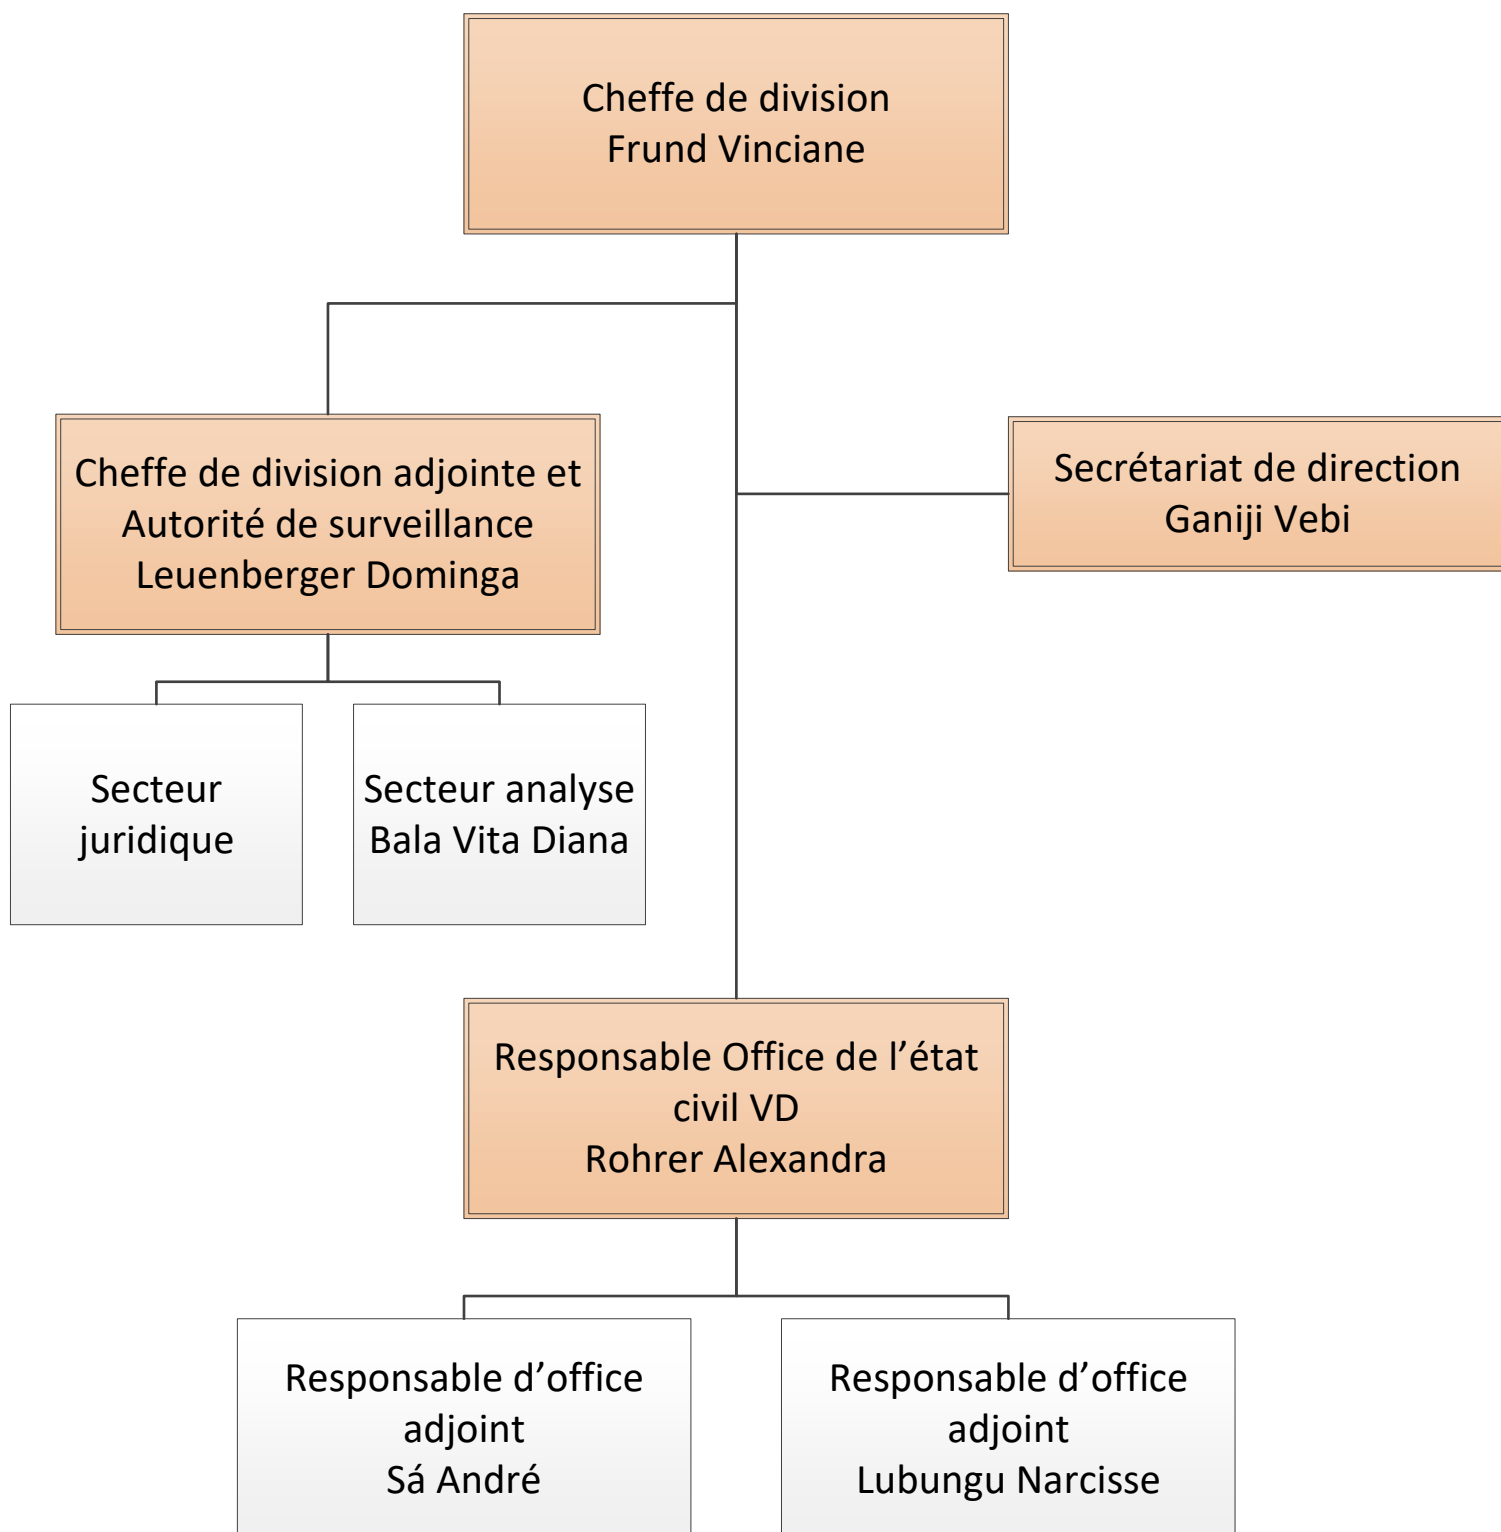 Cheffe de division
Frund Vinciane
Cheffe de division adjointe et
Autorité de surveillance
Leuenberger Dominga
Secrétariat de direction
Ganiji Vebi
Secteur
juridique
Secteur analyse
Bala Vita Diana
Responsable Office de l’état
civil VD
Rohrer Alexandra
Responsable d’office
adjoint
Sá André
Responsable d’office
adjoint
Lubungu Narcisse